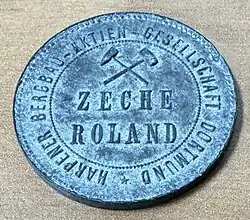 HARPENER BERGBAU-AKTIEN-GESELLSCHAFT DORTMUND
ZECHE
ROLAND